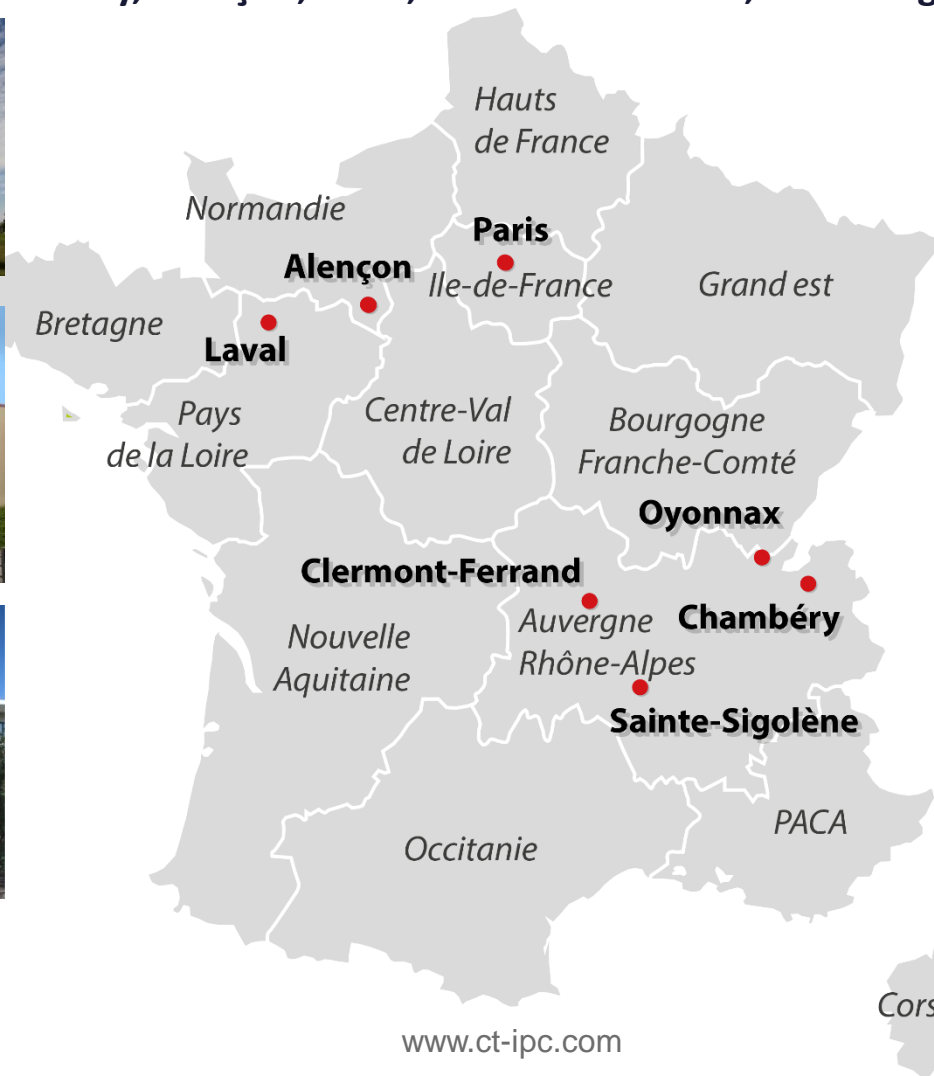 Hauts
de France
Normandie
Paris
Alençon
Ile-de-France
Grand est
Bretagne
Laval
Pays
de la Loire
Centre-Val
de Loire
Bourgogne
Franche-Comté
Oyonnax
Clermont-Ferrand
Chambéry
Auvergne
Rhône-Alpes
Nouvelle
Aquitaine
Sainte-Sigolène
PACA
Occitanie
Cors
www.ct-ipc.com